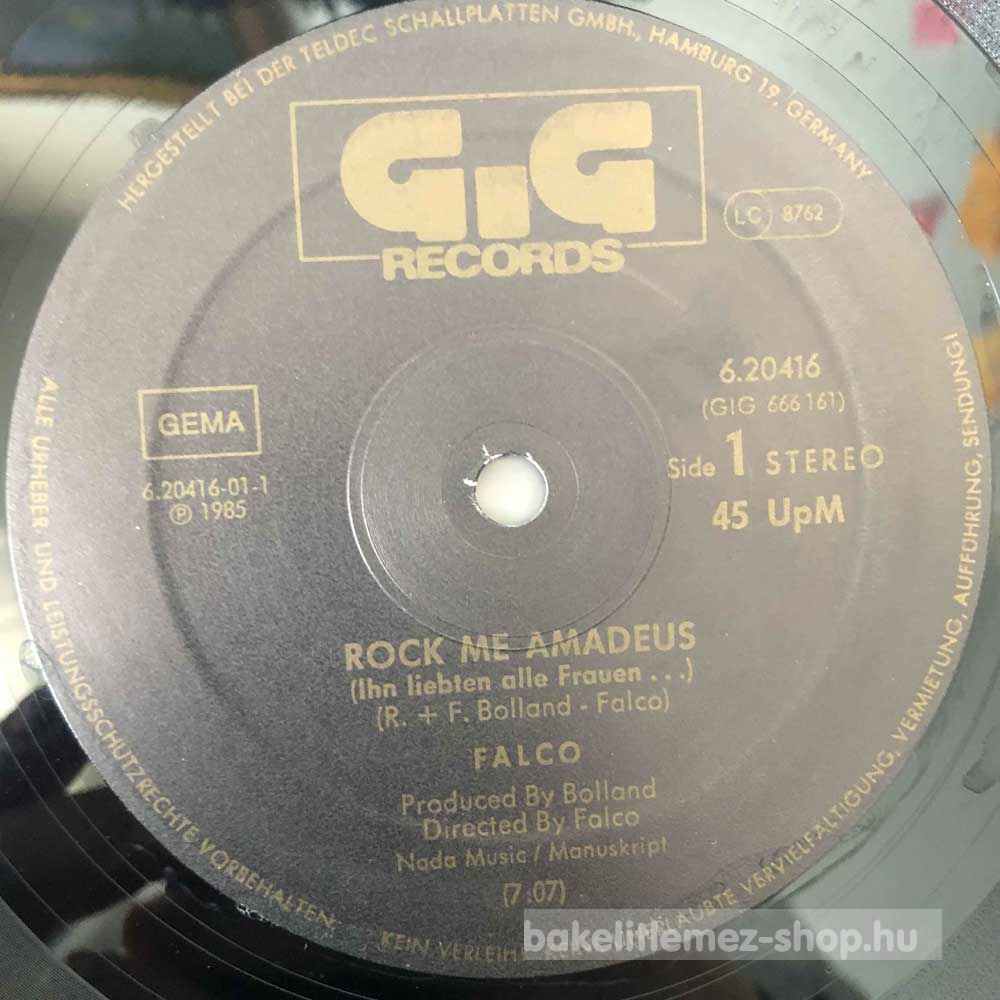 HERGESTELLT BEI DER TELDEC SCHALLPLATTEN GMBH., HAMBURG 19, GERMANY
GIG
RECORDS
LC 8762
GEMA
6.20416-01-1
Ⓟ 1985
6.20416
(GIG 666 161)
Side 1 STEREO
45 UpM
ROCK ME AMADEUS
(Ihn liebten alle Frauen . . .)
(R. + F. Bolland - Falco)
FALCO
Produced By Bolland
Directed By Falco
Nada Music / Manuskript
(7.07)
ALLE URHEBER- UND LEISTUNGSSCHUTZRECHTE VORBEHALTEN.
KEIN VERLEIH! KEINE UNERLAUBTE VERVIELFÄLTIGUNG, VERMIETUNG, AUFFÜHRUNG, SENDUNG!
bakelitlemez-shop.hu